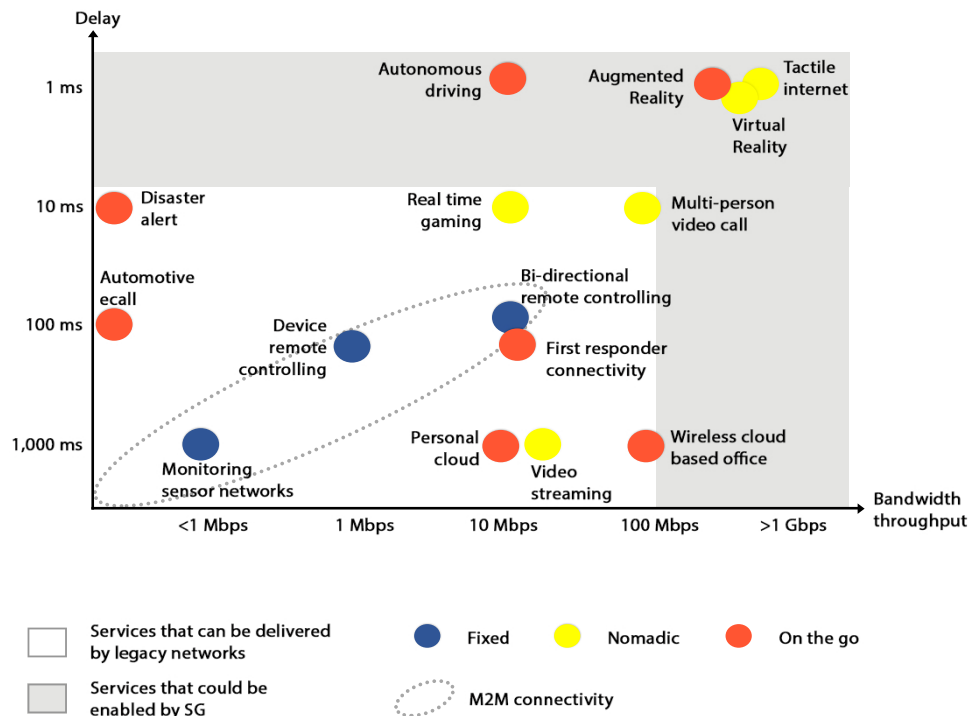 Delay
1 ms
Autonomous
driving
Augmented
Reality
Tactile
internet
Virtual
Reality
10 ms
Disaster
alert
Real time
gaming
Multi-person
video call
Automotive
ecall
Bi-directional
remote controlling
100 ms
Device
remote
controlling
First responder
connectivity
1,000 ms
Monitoring
sensor networks
Personal
cloud
Video
streaming
Wireless cloud
based office
Bandwidth
throughput
<1 Mbps
1 Mbps
10 Mbps
100 Mbps
>1 Gbps
Services that can be delivered
by legacy networks
Fixed
Nomadic
On the go
Services that could be
enabled by SG
M2M connectivity